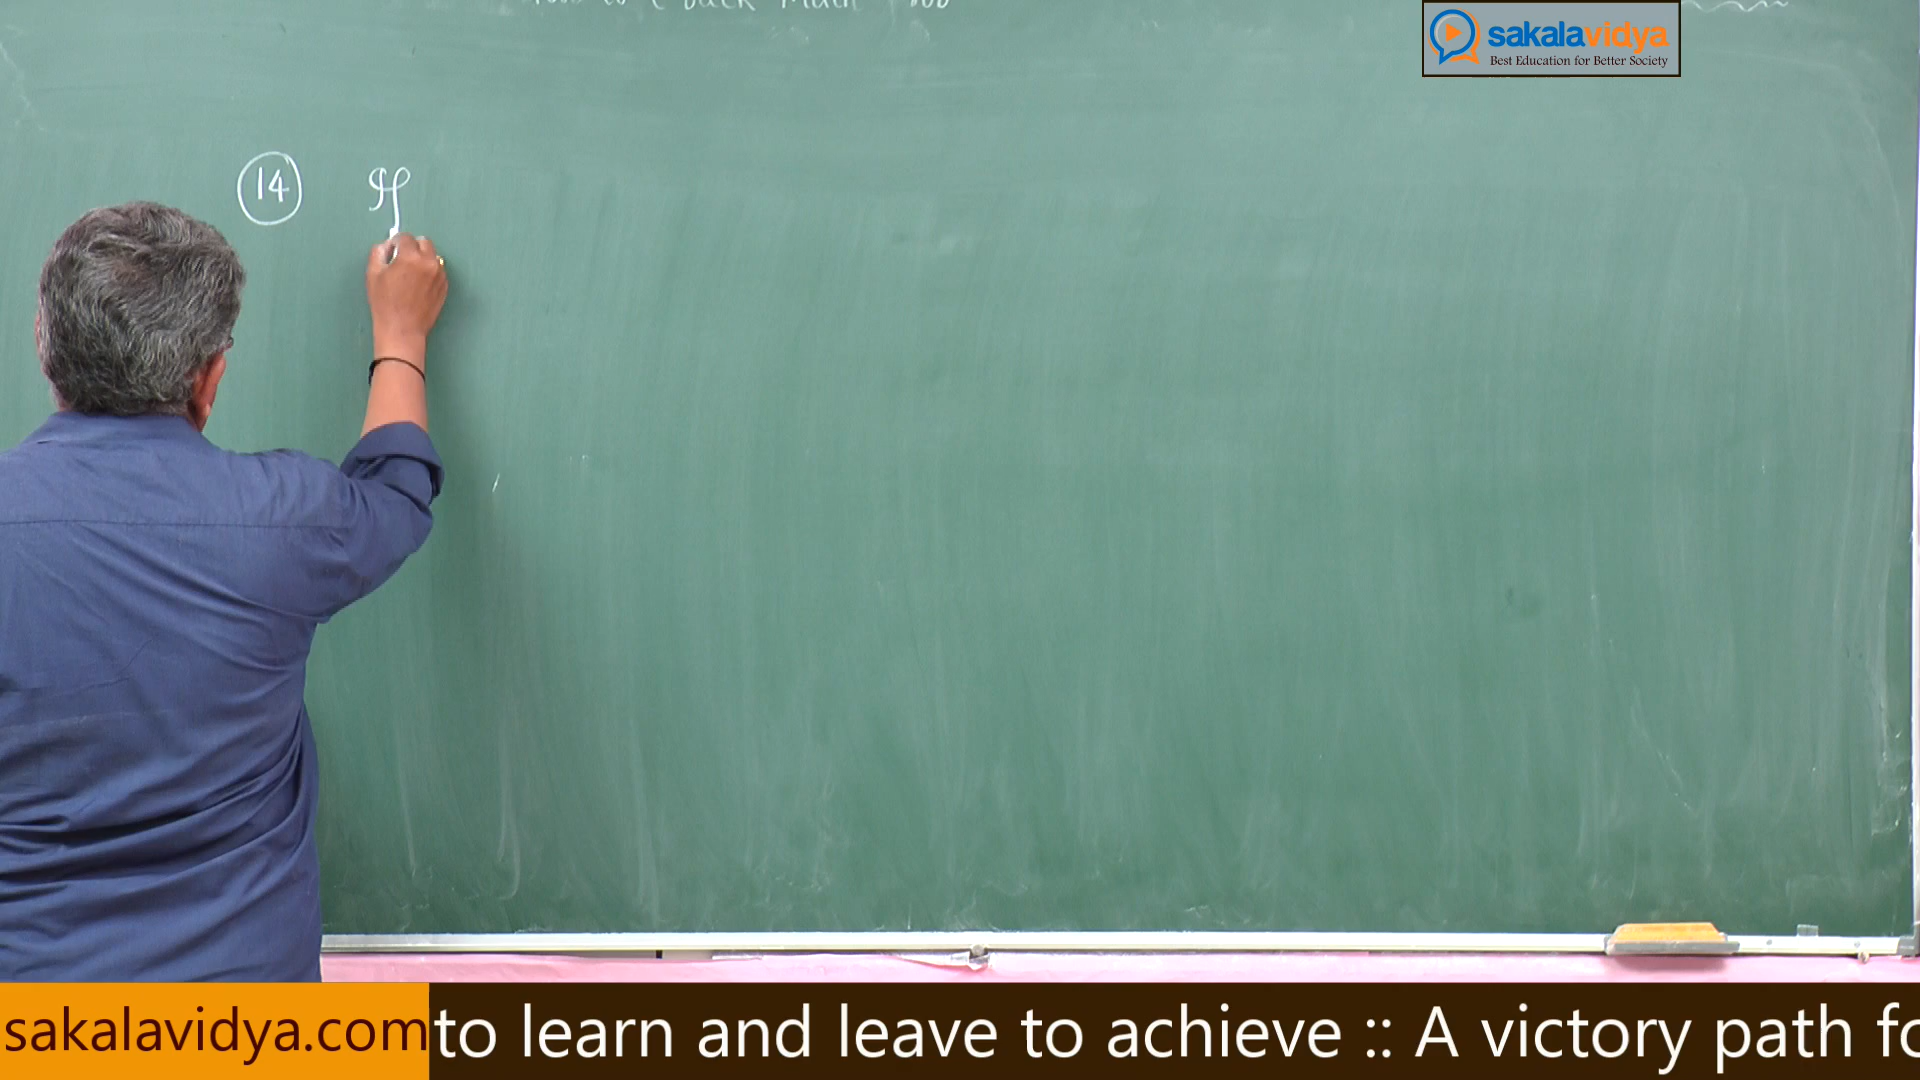 sakalavidya
Best Education for Better Society
14 If
sakalavidya.com to learn and leave to achieve :: A victory path fo